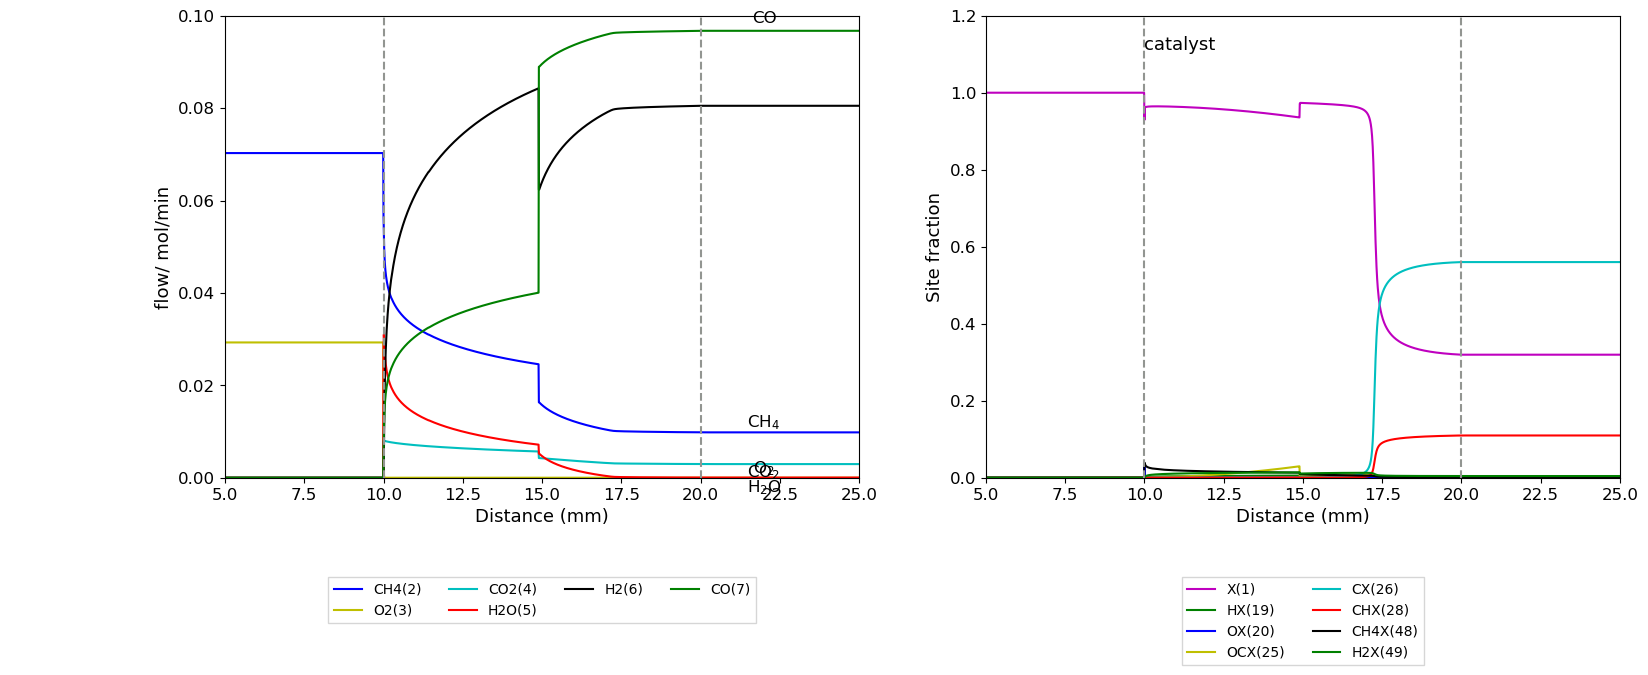 0.10
0.08
0.06
0.04
0.02
0.00
flow/ mol/min
CO
CH4
O2
CO2
H2O
5.0 7.5 10.0 12.5 15.0 17.5 20.0 22.5 25.0
Distance (mm)
CH4(2) CO2(4) H2(6) CO(7)
O2(3) H2O(5)
1.2
1.0
0.8
0.6
0.4
0.2
0.0
Site fraction
catalyst
5.0 7.5 10.0 12.5 15.0 17.5 20.0 22.5 25.0
Distance (mm)
X(1) CX(26)
HX(19) CHX(28)
OX(20) CH4X(48)
OCX(25) H2X(49)